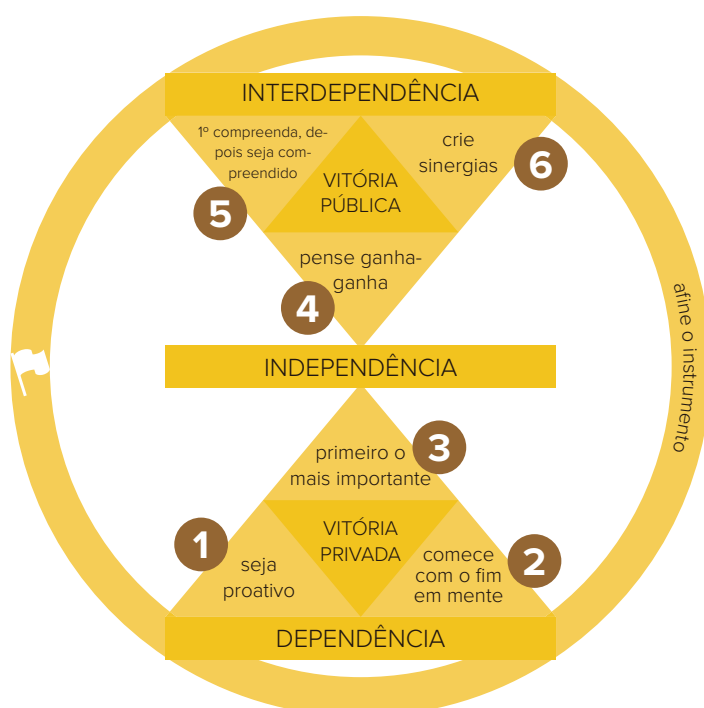 INTERDEPENDÊNCIA
1º compreenda, de-
pois seja com-
preendido
5
VITÓRIA
PÚBLICA
crie
sinergias
6
pense ganha-
ganha
4
afine o instrumento
INDEPENDÊNCIA
primeiro o
mais importante
3
1
seja
proativo
VITÓRIA
PRIVADA
comece
com o fim
em mente
2
DEPENDÊNCIA